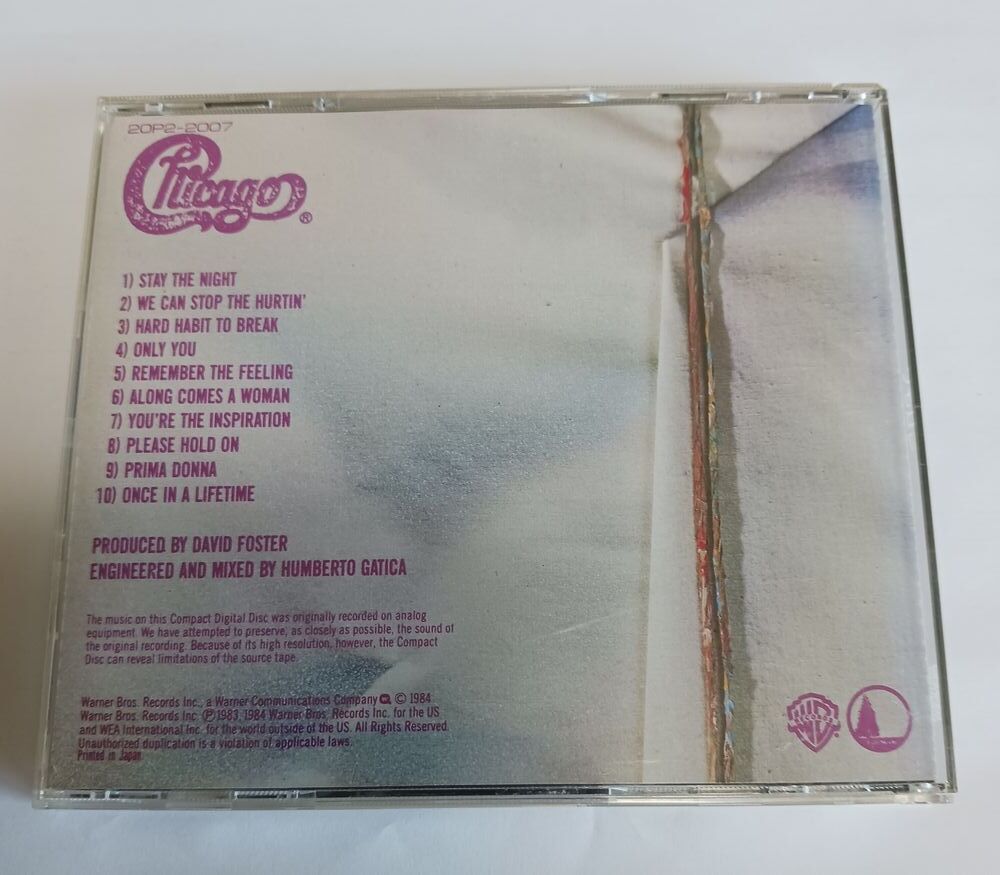 20P2-2007
Chicago®
1) STAY THE NIGHT
2) WE CAN STOP THE HURTIN'
3) HARD HABIT TO BREAK
4) ONLY YOU
5) REMEMBER THE FEELING
6) ALONG COMES A WOMAN
7) YOU'RE THE INSPIRATION
8) PLEASE HOLD ON
9) PRIMA DONNA
10) ONCE IN A LIFETIME
PRODUCED BY DAVID FOSTER
ENGINEERED AND MIXED BY HUMBERTO GATICA
The music on this Compact Digital Disc was originally recorded on analog
equipment. We have attempted to preserve, as closely as possible, the sound of
the original recording. Because of its high resolution, however, the Compact
Disc can reveal limitations of the source tape.
Warner Bros. Records Inc., a Warner Communications Company © 1984
Warner Bros. Records Inc. ℗ 1983, 1984 Warner Bros. Records Inc. for the US
and WEA International Inc. for the world outside of the US. All Rights Reserved.
Unauthorized duplication is a violation of applicable laws.
Printed in Japan.
RECORDS